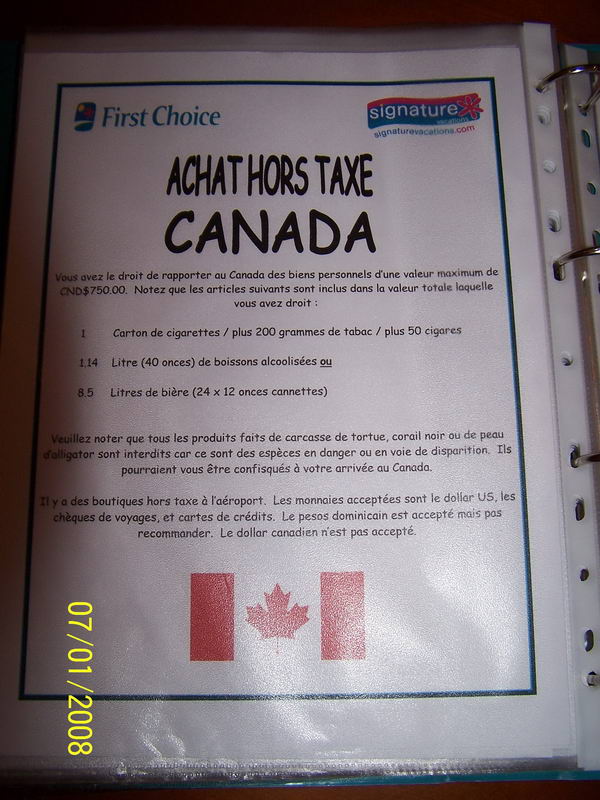 First Choice
signature
vacations
signaturevacations.com
ACHAT HORS TAXE
CANADA
Vous avez le droit de rapporter au Canada des biens personnels d'une valeur maximum de
CND$750.00. Notez que les articles suivants sont inclus dans la valeur totale laquelle
vous avez droit :
1 Carton de cigarettes / plus 200 grammes de tabac / plus 50 cigares
1.14 Litre (40 onces) de boissons alcoolisées ou
8.5 Litres de bière (24 x 12 onces cannettes)
Veuillez noter que tous les produits faits de carcasse de tortue, corail noir ou de peau
d'alligator sont interdits car ce sont des espèces en danger ou en voie de disparition. Ils
pourraient vous être confisqués à votre arrivée au Canada.
Il y a des boutiques hors taxe à l'aéroport. Les monnaies acceptées sont le dollar US, les
chèques de voyages, et cartes de crédits. Le pesos dominicain est accepté mais pas
recommander. Le dollar canadien n'est pas accepté.
07/01/2008